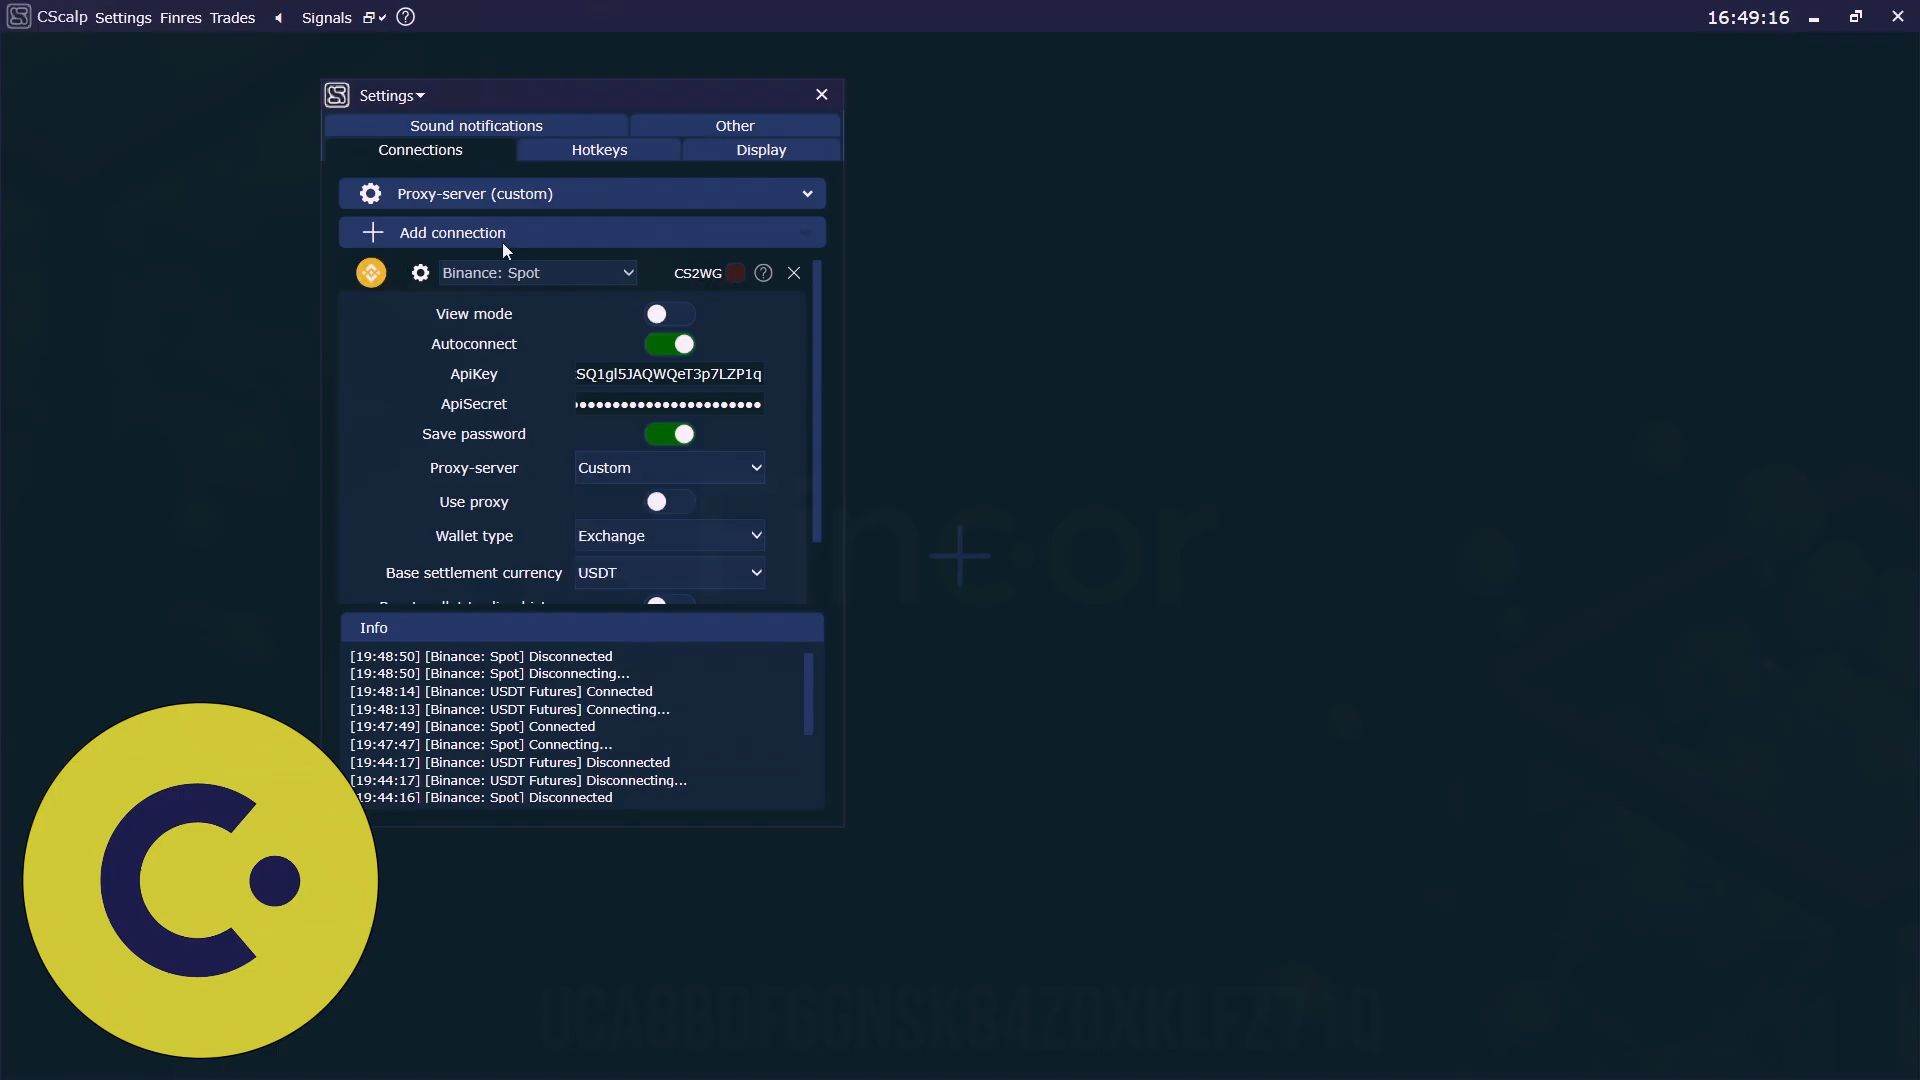 CScalp Settings Finres Trades Signals 16:49:16
Settings
Sound notifications Other
Connections Hotkeys Display
Proxy-server (custom)
Add connection
Binance: Spot CS2WG
View mode
Autoconnect
ApiKey SQ1gl5JAQWQeT3p7LZP1q
ApiSecret
Save password
Proxy-server Custom
Use proxy
Wallet type Exchange
Base settlement currency USDT
Info
[19:48:50] [Binance: Spot] Disconnected
[19:48:50] [Binance: Spot] Disconnecting...
[19:48:14] [Binance: USDT Futures] Connected
[19:48:13] [Binance: USDT Futures] Connecting...
[19:47:49] [Binance: Spot] Connected
[19:47:47] [Binance: Spot] Connecting...
[19:44:17] [Binance: USDT Futures] Disconnected
[19:44:17] [Binance: USDT Futures] Disconnecting...
19:44:16] [Binance: Spot] Disconnected